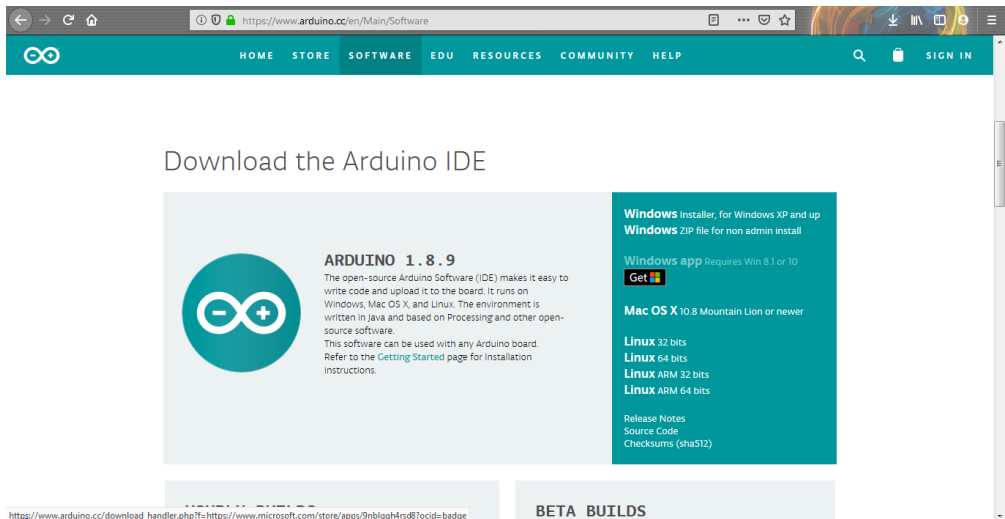 https://www.arduino.cc/en/Main/Software
HOME STORE SOFTWARE EDU RESOURCES COMMUNITY HELP SIGN IN
Download the Arduino IDE
ARDUINO 1.8.9
The open-source Arduino Software (IDE) makes it easy to
write code and upload it to the board. It runs on
Windows, Mac OS X, and Linux. The environment is
written in Java and based on Processing and other open-
source software.
This software can be used with any Arduino board.
Refer to the Getting Started page for Installation
instructions.
Windows Installer, for Windows XP and up
Windows ZIP file for non admin install
Windows app Requires Win 8.1 or 10
Get
Mac OS X 10.8 Mountain Lion or newer
Linux 32 bits
Linux 64 bits
Linux ARM 32 bits
Linux ARM 64 bits
Release Notes
Source Code
Checksums (sha512)
BETA BUILDS
https://www.arduino.cc/download_handler.php?f=https://www.microsoft.com/store/apps/9nblggh4rsd8?ocid=badge